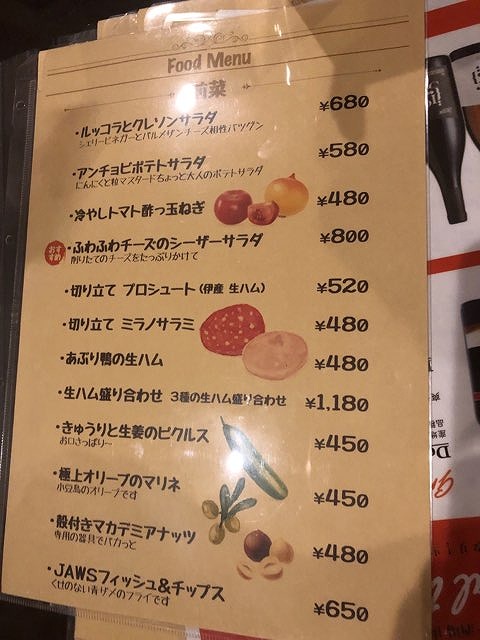 Food Menu
前菜
・ルッコラとクレソンサラダ ¥680
シェリービネガーとパルメザンチーズ相性バツグン
・アンチョビポテトサラダ ¥580
にんにくと粒マスタードちょっと大人のポテトサラダ
・冷やしトマト酢っ玉ねぎ ¥480
おすすめ
・ふわふわチーズのシーザーサラダ ¥800
削りたてのチーズをたっぷりかけて
・切り立て プロシュート(伊産 生ハム) ¥520
・切り立て ミラノサラミ ¥480
・あぶり鴨の生ハム ¥480
・生ハム盛り合わせ 3種の生ハム盛り合わせ ¥1,180
・きゅうりと生姜のピクルス ¥450
お口さっぱり〜
・極上オリーブのマリネ ¥450
小豆島のオリーブです
・殻付きマカデミアナッツ ¥480
専用の器具でパカっと
・JAWSフィッシュ&チップス ¥650
くせのない青ザメのフライです